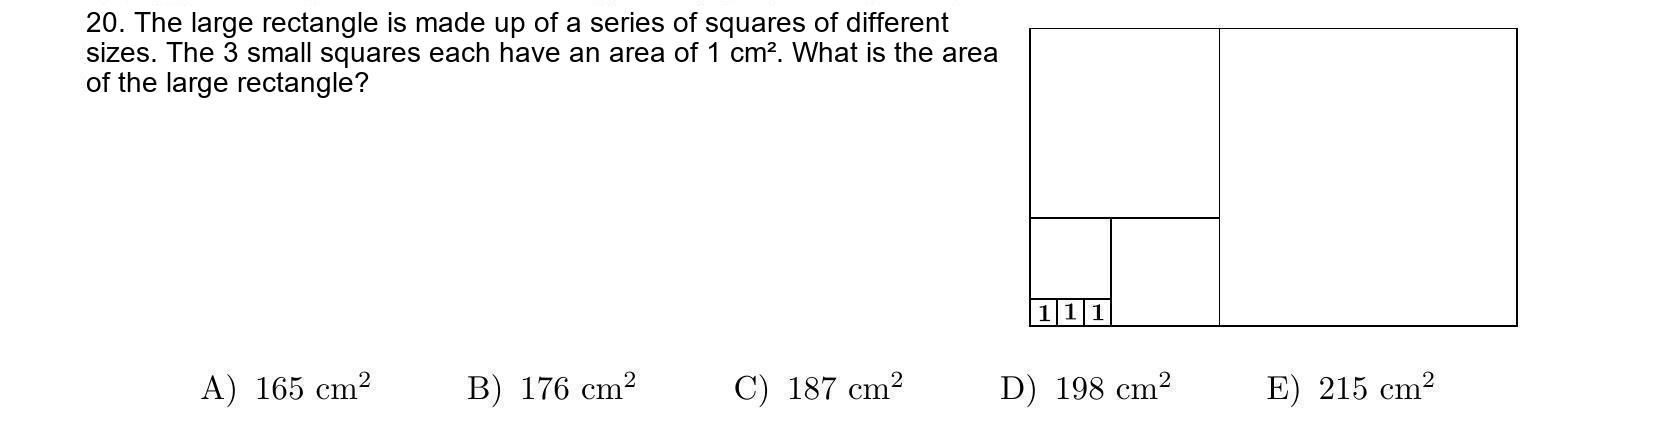 20. The large rectangle is made up of a series of squares of different
sizes. The 3 small squares each have an area of 1 cm². What is the area
of the large rectangle?
1 1 1
A) 165 cm² B) 176 cm² C) 187 cm² D) 198 cm² E) 215 cm²